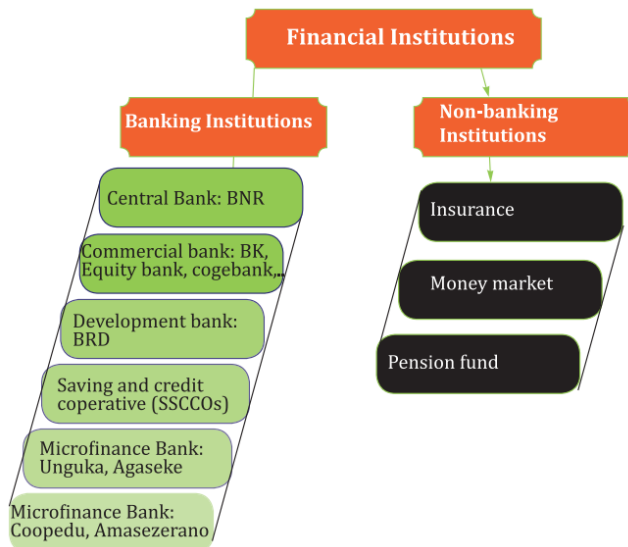 Financial Institutions
Banking Institutions
Non-banking
Institutions
Central Bank: BNR
Commercial bank: BK,
Equity bank, cogebank,..
Development bank:
BRD
Saving and credit
coperative (SSCCOs)
Microfinance Bank:
Unguka, Agaseke
Microfinance Bank:
Coopedu, Amasezerano
Insurance
Money market
Pension fund